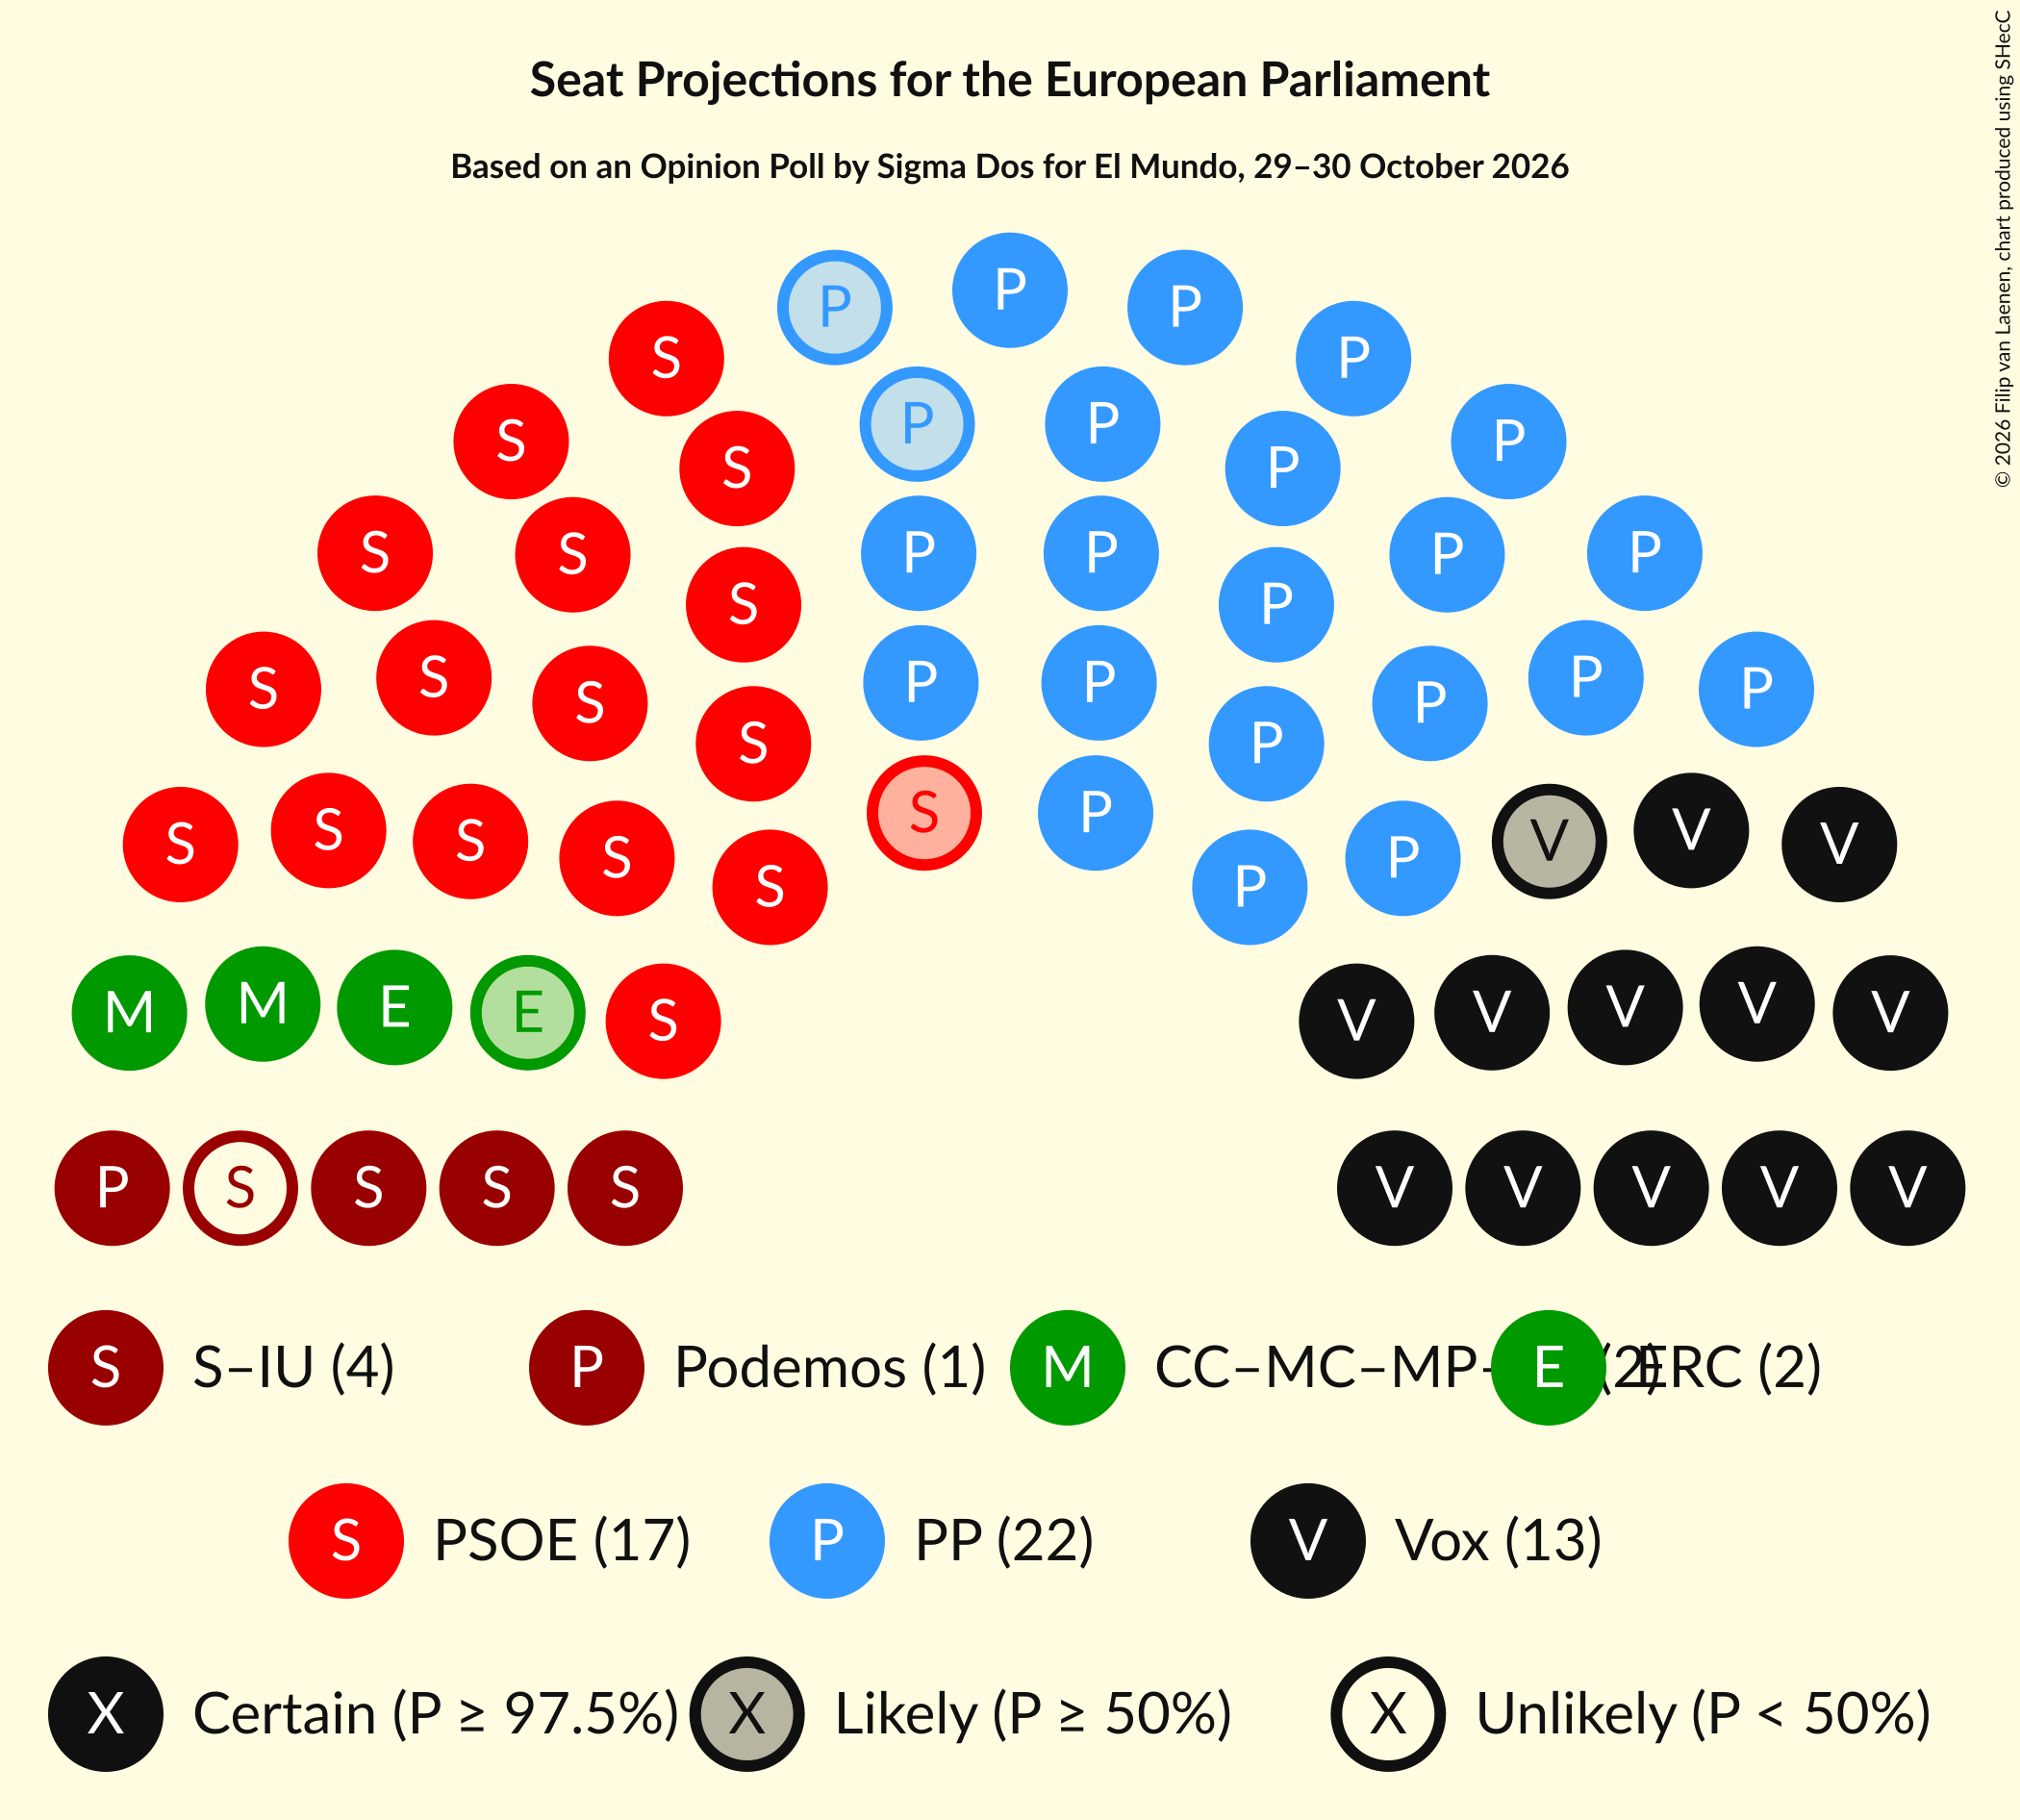 Seat Projections for the European Parliament
Based on an Opinion Poll by Sigma Dos for El Mundo, 29–30 October 2026
© 2026 Filip van Laenen, chart produced using SHecC
P
P
P
P
S
P
P
P
S
P
S
S
P
P
S
S
P
P
P
P
S
P
S
P
P
S
S
P
P
P
S
S
P
S
P
S
P
V
V
V
S
S
S
S
P
P
S
M
M
E
E
S
V
V
V
V
V
P
S
S
S
S
V
V
V
V
V
S S–IU (4) P Podemos (1) M CC–MC–MP– (2) E ERC (2)
S PSOE (17) P PP (22) V Vox (13)
X Certain (P ≥ 97.5%) X Likely (P ≥ 50%) X Unlikely (P < 50%)